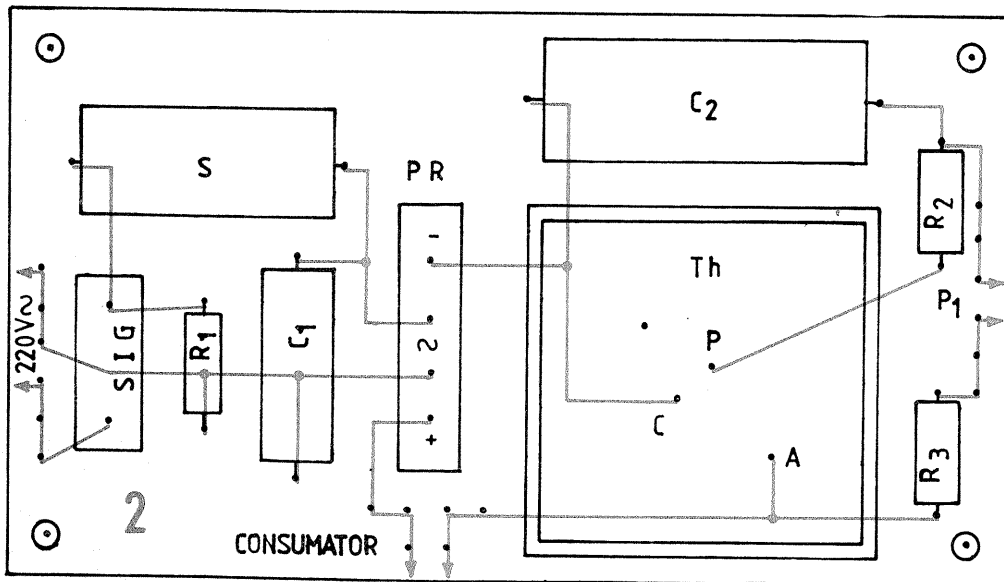 C2
S
PR
R2
-
Th
220V~
SIG
R1
C1
~
P
P1
C
+
A
R3
2
CONSUMATOR